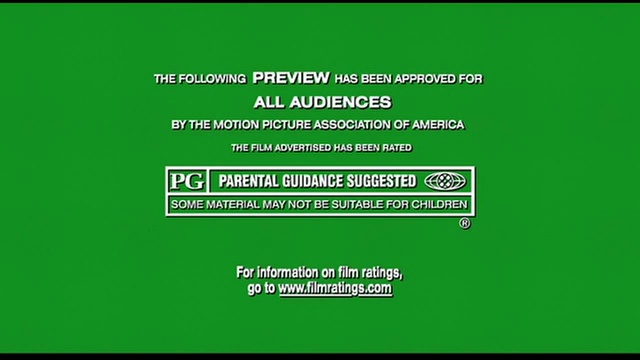 THE FOLLOWING PREVIEW HAS BEEN APPROVED FOR
ALL AUDIENCES
BY THE MOTION PICTURE ASSOCIATION OF AMERICA
THE FILM ADVERTISED HAS BEEN RATED
PG PARENTAL GUIDANCE SUGGESTED
SOME MATERIAL MAY NOT BE SUITABLE FOR CHILDREN
®
For information on film ratings,
go to www.filmratings.com